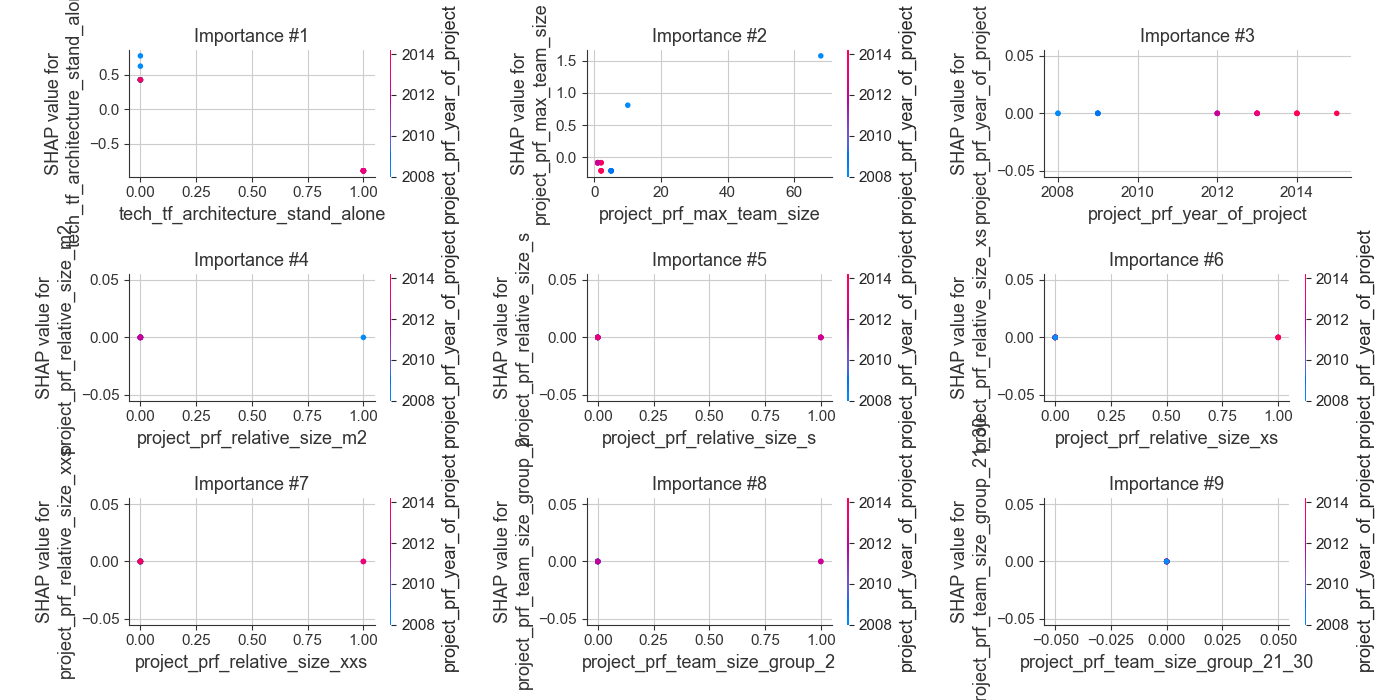 Importance #1
SHAP value for
tech_tf_architecture_stand_alone
0.5
0.0
−0.5
0.00
0.25
0.50
0.75
1.00
tech_tf_architecture_stand_alone
2014
2012
2010
2008
project_prf_year_of_project
Importance #2
SHAP value for
project_prf_max_team_size
1.5
1.0
0.5
0.0
0
20
40
60
project_prf_max_team_size
2014
2012
2010
2008
project_prf_year_of_project
Importance #3
SHAP value for
project_prf_year_of_project
0.05
0.00
−0.05
2008
2010
2012
2014
project_prf_year_of_project
Importance #4
SHAP value for
project_prf_relative_size_m2
0.05
0.00
−0.05
0.00
0.25
0.50
0.75
1.00
project_prf_relative_size_m2
2014
2012
2010
2008
project_prf_year_of_project
Importance #5
SHAP value for
project_prf_relative_size_s
0.05
0.00
−0.05
0.00
0.25
0.50
0.75
1.00
project_prf_relative_size_s
2014
2012
2010
2008
project_prf_year_of_project
Importance #6
SHAP value for
project_prf_relative_size_xs
0.05
0.00
−0.05
0.00
0.25
0.50
0.75
1.00
project_prf_relative_size_xs
2014
2012
2010
2008
project_prf_year_of_project
Importance #7
SHAP value for
project_prf_relative_size_xxs
0.05
0.00
−0.05
0.00
0.25
0.50
0.75
1.00
project_prf_relative_size_xxs
2014
2012
2010
2008
project_prf_year_of_project
Importance #8
SHAP value for
project_prf_team_size_group_2
0.05
0.00
−0.05
0.00
0.25
0.50
0.75
1.00
project_prf_team_size_group_2
2014
2012
2010
2008
project_prf_year_of_project
Importance #9
SHAP value for
project_prf_team_size_group_21_30
0.05
0.00
−0.05
−0.050
−0.025
0.000
0.025
0.050
project_prf_team_size_group_21_30
2014
2012
2010
2008
project_prf_year_of_project